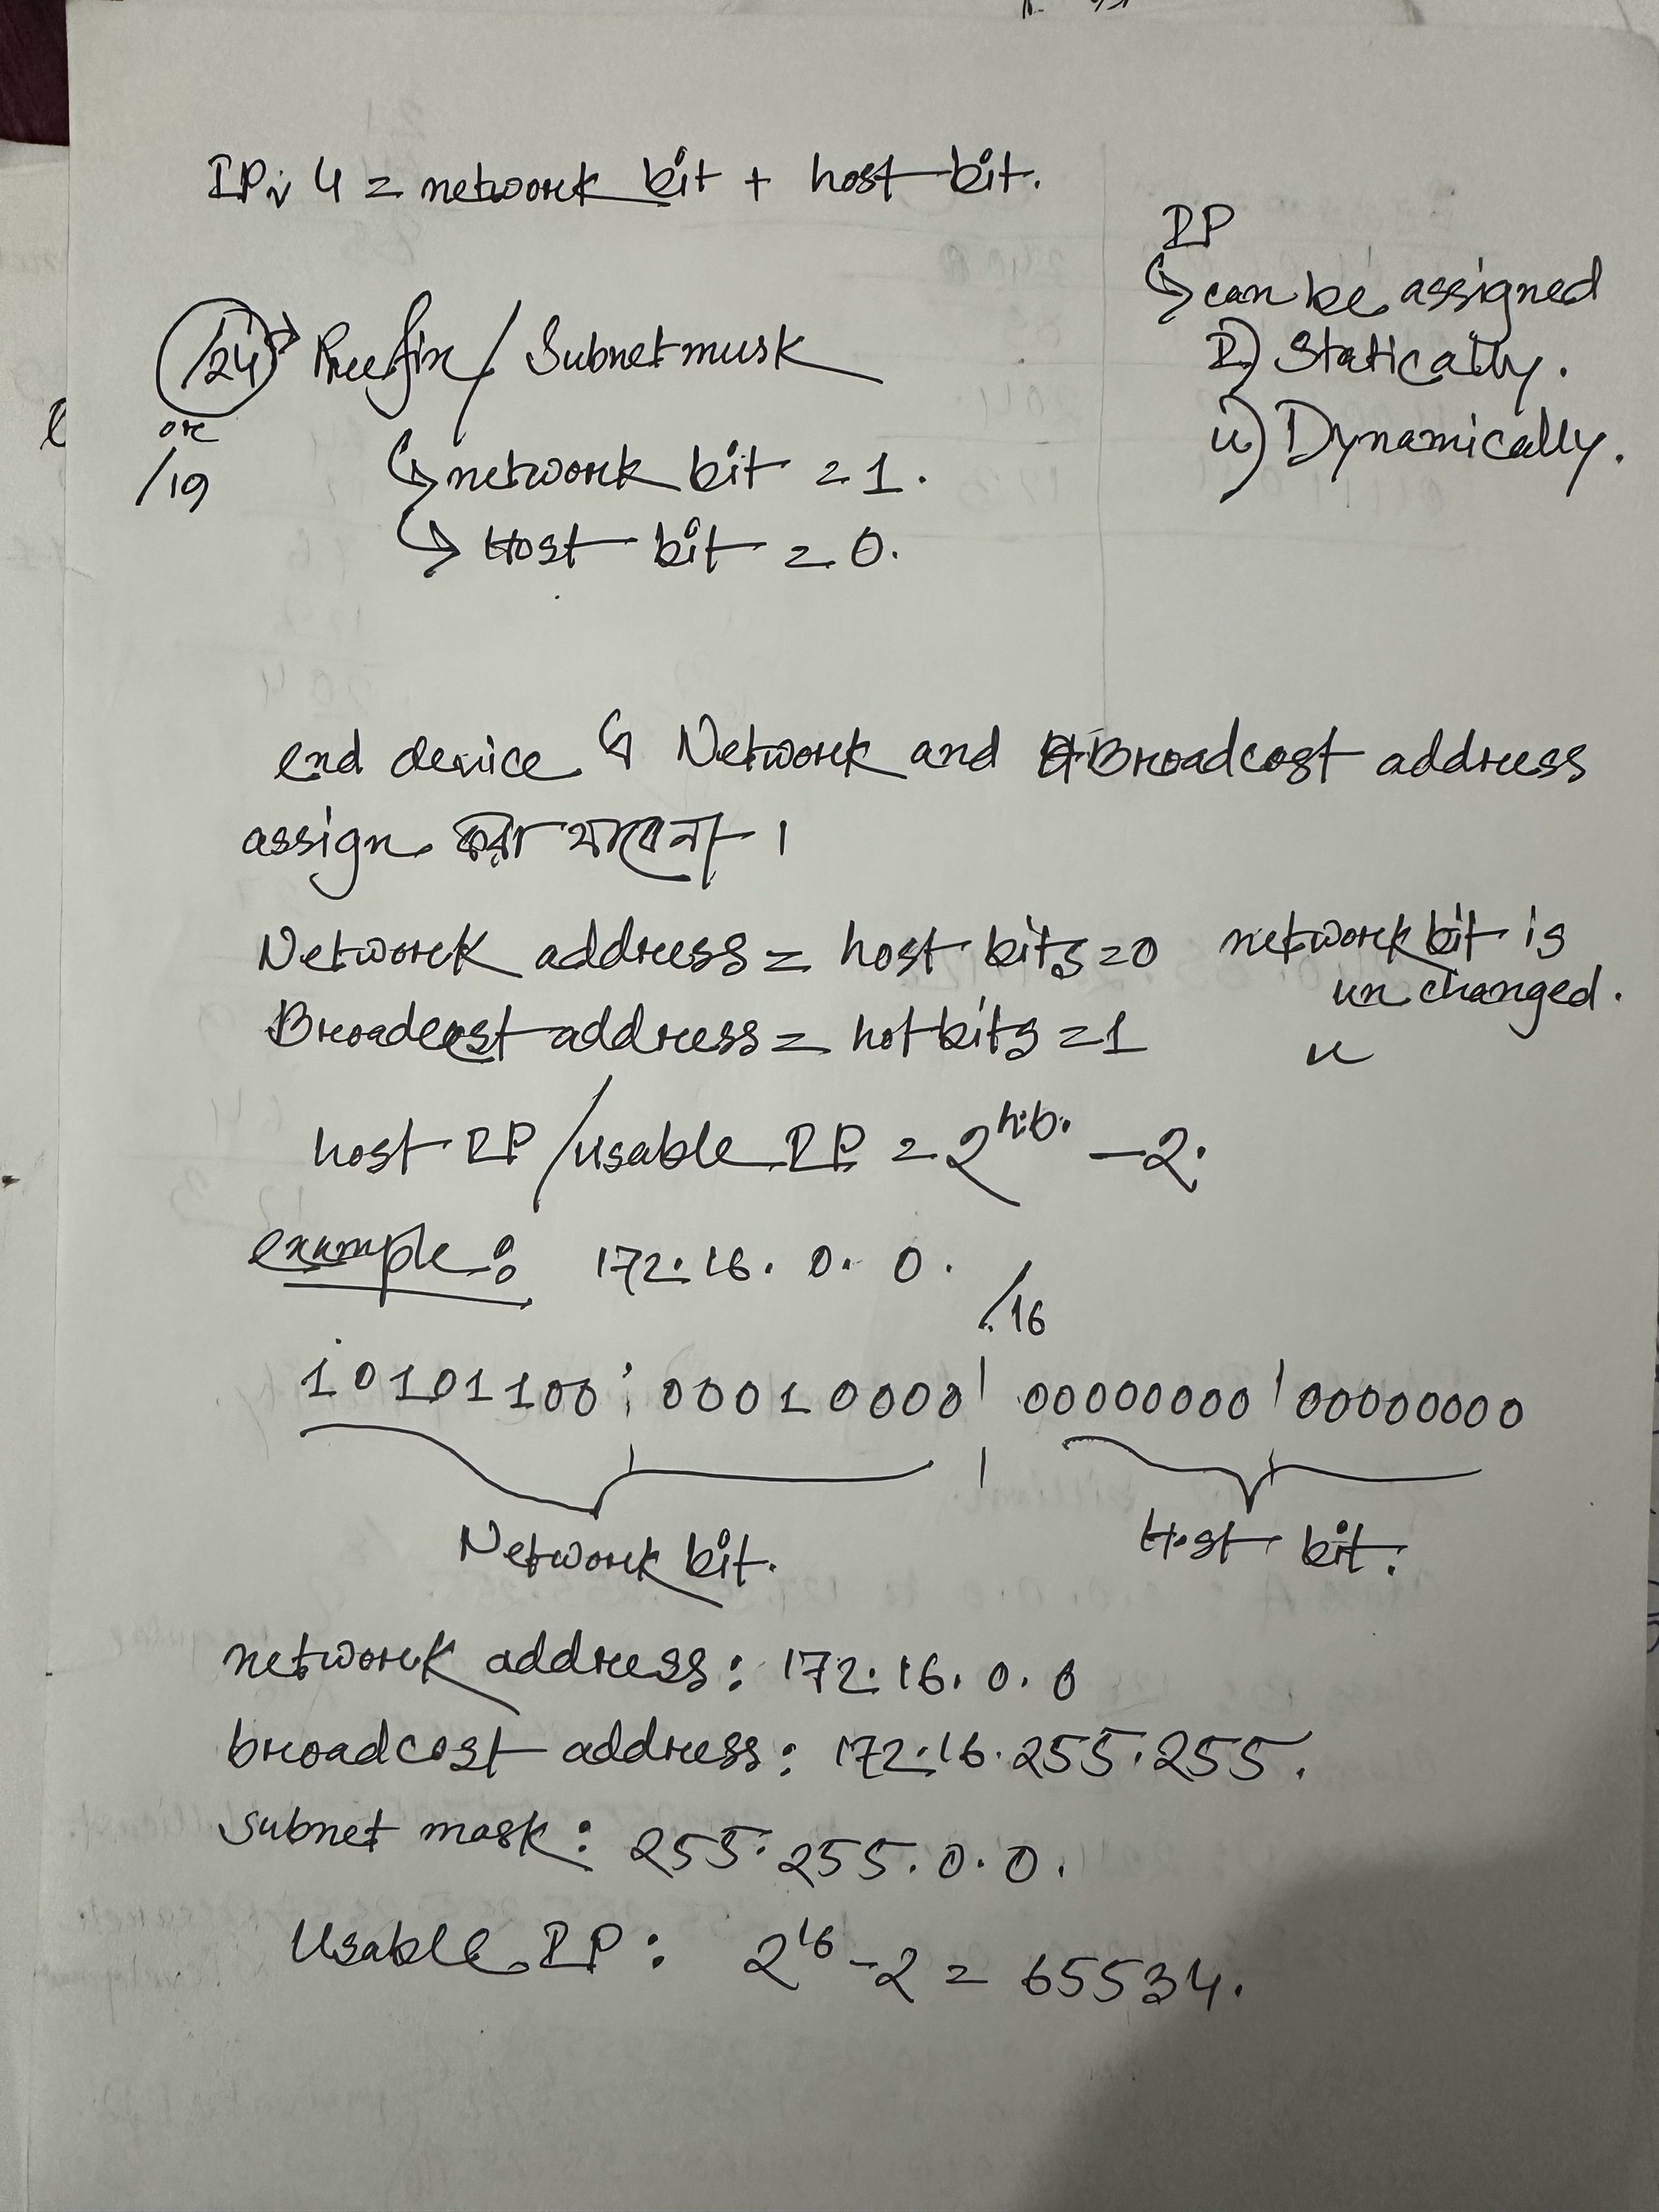 IPv4 = network bit + host bit.
IP
↳ can be assigned
I) Statically.
ii) Dynamically.
/24 → Prefix / Subnet musk
or
/19
↳ network bit = 1.
↳ Host bit = 0.
end device এ Network and Broadcast address
assign করা যাবেনা ।
Network address = host bits = 0 network bit is
unchanged.
Broadcast address = hot bits = 1 "
host IP / usable IP = 2^h.b. - 2.
example: 172.16.0.0. /16
10101100 00010000 | 00000000 | 00000000
Network bit. Host bit.
network address: 172.16.0.0
broadcast address: 172.16.255.255.
subnet mask: 255.255.0.0.
Usable IP: 2^16 - 2 = 65534.